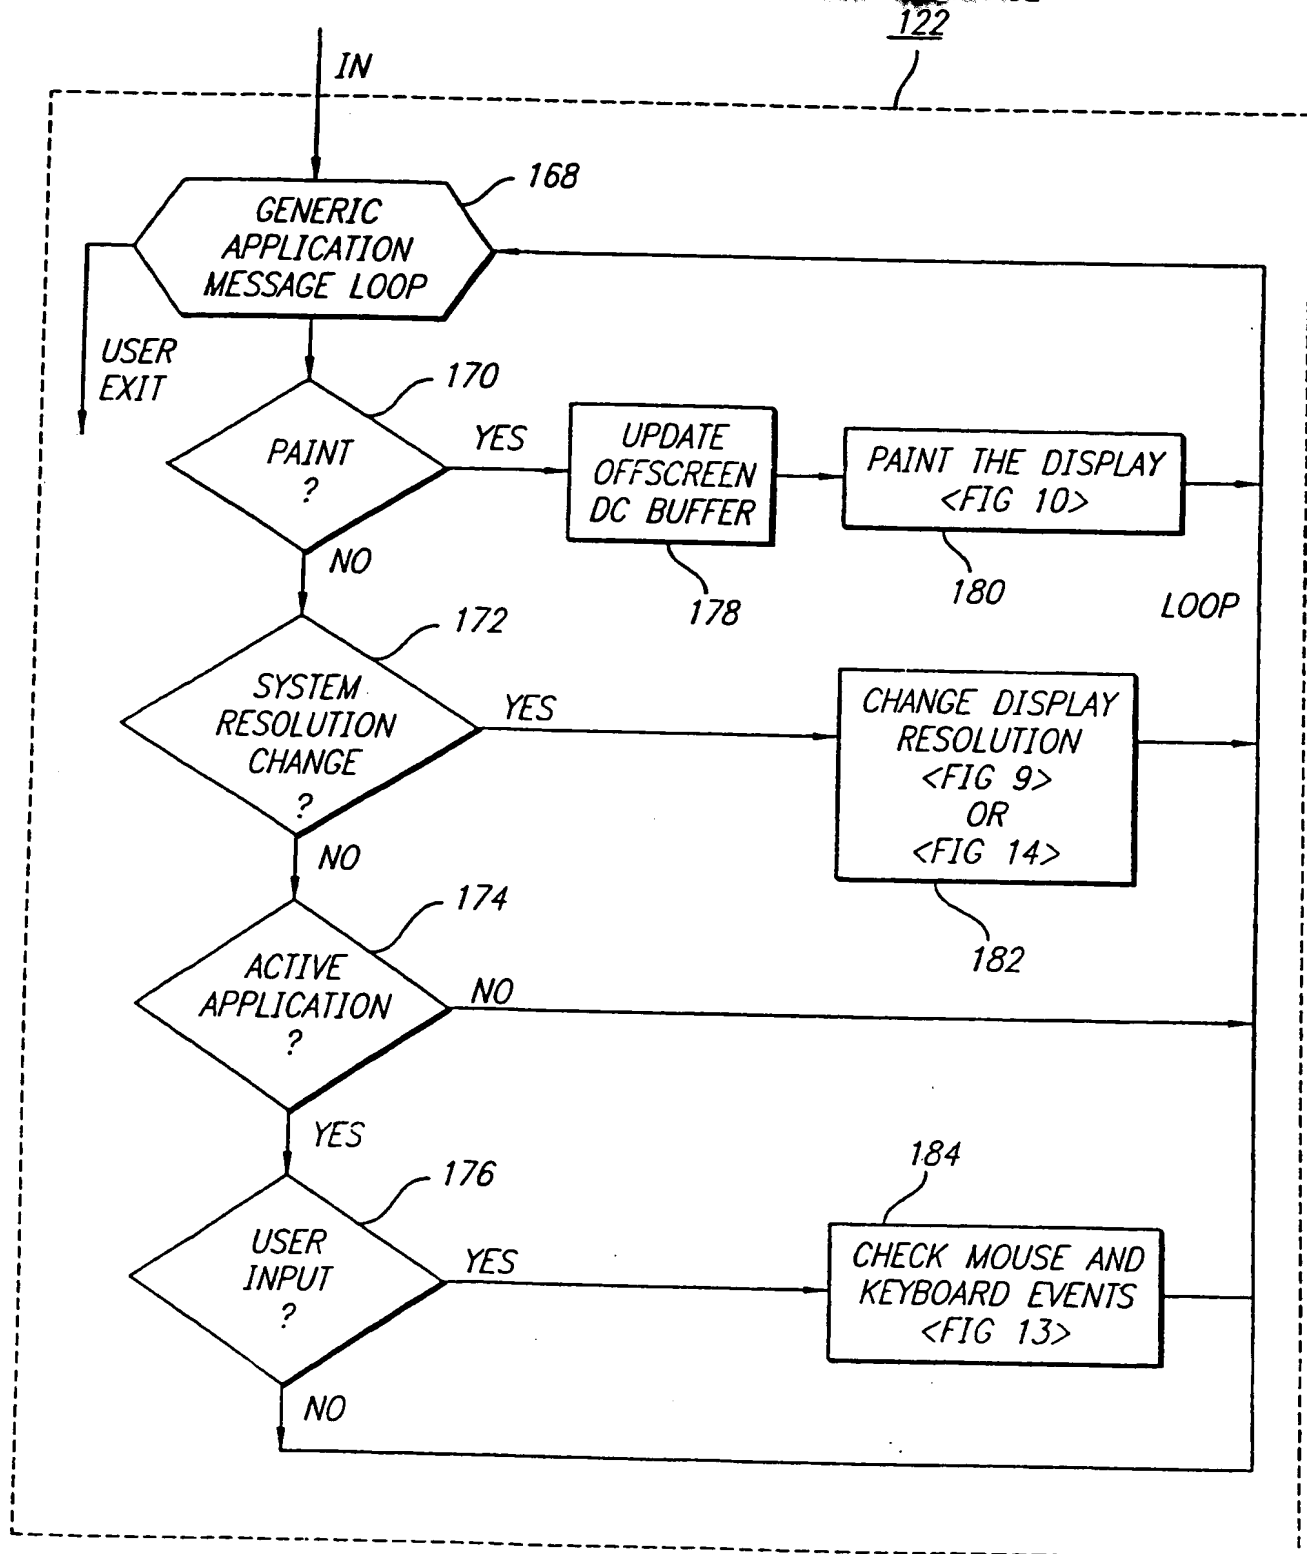 122
IN
168
GENERIC
APPLICATION
MESSAGE LOOP
USER
EXIT
170
PAINT
?
YES
UPDATE
OFFSCREEN
DC BUFFER
178
PAINT THE DISPLAY
<FIG 10>
180
NO
LOOP
172
SYSTEM
RESOLUTION
CHANGE
?
YES
CHANGE DISPLAY
RESOLUTION
<FIG 9>
OR
<FIG 14>
182
NO
174
ACTIVE
APPLICATION
?
NO
YES
176
USER
INPUT
?
YES
184
CHECK MOUSE AND
KEYBOARD EVENTS
<FIG 13>
NO